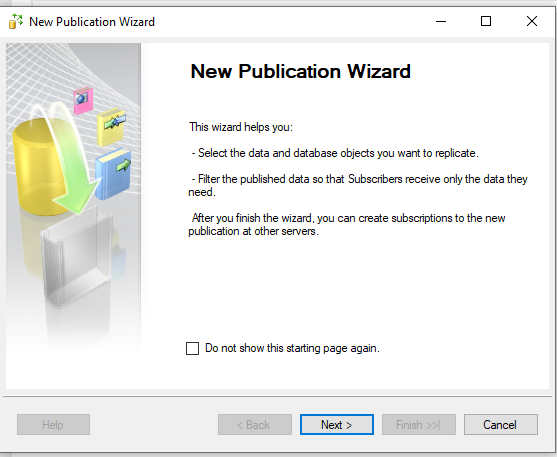 New Publication Wizard
New Publication Wizard
This wizard helps you:
- Select the data and database objects you want to replicate.
- Filter the published data so that Subscribers receive only the data they
need.
After you finish the wizard, you can create subscriptions to the new
publication at other servers.
Do not show this starting page again.
Help
< Back
Next >
Finish >>|
Cancel